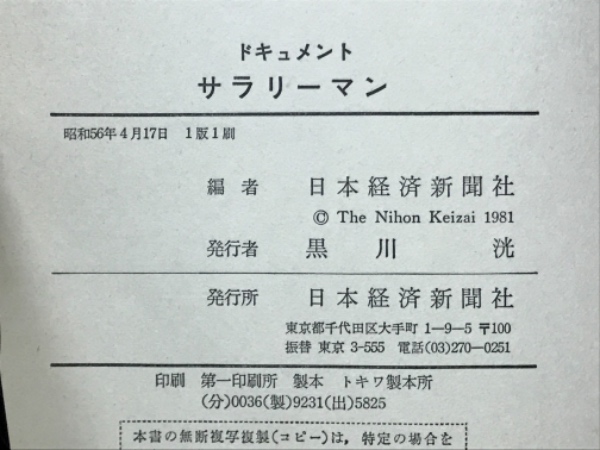 ドキュメント
サラリーマン
昭和56年4月17日 1版1刷
編者 日本経済新聞社
© The Nihon Keizai 1981
発行者 黒川洸
発行所 日本経済新聞社
東京都千代田区大手町 1―9―5 〒100
振替 東京 3-555 電話(03)270―0251
印刷 第一印刷所 製本 トキワ製本所
(分)0036(製)9231(出)5825
本書の無断複写複製(コピー)は，特定の場合を